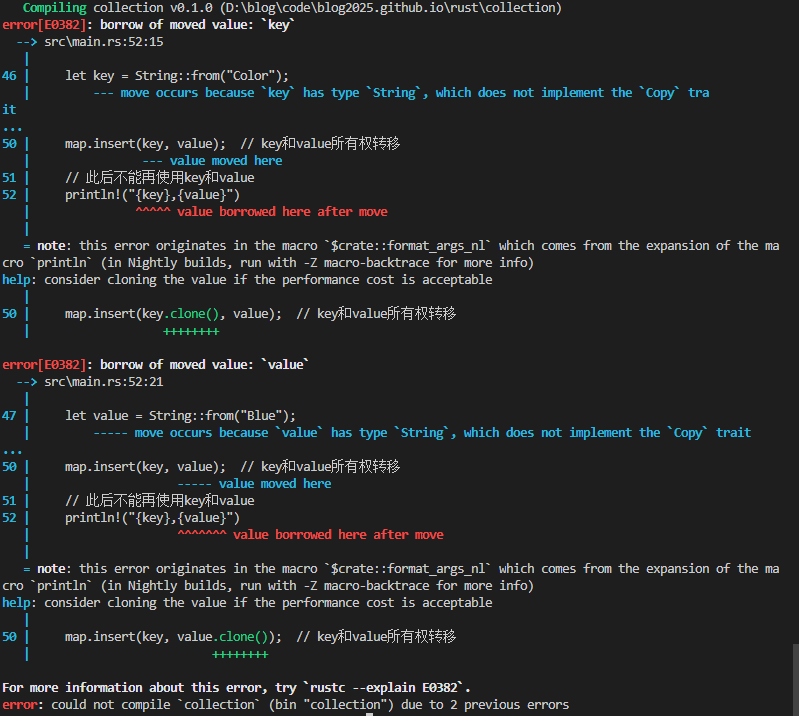 Compiling collection v0.1.0 (D:\blog\code\blog2025.github.io\rust\collection)
error[E0382]: borrow of moved value: `key`
  --> src\main.rs:52:15
   |
46 |     let key = String::from("Color");
   |         --- move occurs because `key` has type `String`, which does not implement the `Copy` tra
it
...
50 |     map.insert(key, value);  // key和value所有权转移
   |                --- value moved here
51 |     // 此后不能再使用key和value
52 |     println!("{key},{value}")
   |               ^^^^^ value borrowed here after move
   |
   = note: this error originates in the macro `$crate::format_args_nl` which comes from the expansion of the ma
cro `println` (in Nightly builds, run with -Z macro-backtrace for more info)
help: consider cloning the value if the performance cost is acceptable
   |
50 |     map.insert(key.clone(), value);  // key和value所有权转移
   |                   ++++++++

error[E0382]: borrow of moved value: `value`
  --> src\main.rs:52:21
   |
47 |     let value = String::from("Blue");
   |         ----- move occurs because `value` has type `String`, which does not implement the `Copy` trait
...
50 |     map.insert(key, value);  // key和value所有权转移
   |                     ----- value moved here
51 |     // 此后不能再使用key和value
52 |     println!("{key},{value}")
   |                     ^^^^^^^ value borrowed here after move
   |
   = note: this error originates in the macro `$crate::format_args_nl` which comes from the expansion of the ma
cro `println` (in Nightly builds, run with -Z macro-backtrace for more info)
help: consider cloning the value if the performance cost is acceptable
   |
50 |     map.insert(key, value.clone());  // key和value所有权转移
   |                          ++++++++

For more information about this error, try `rustc --explain E0382`.
error: could not compile `collection` (bin "collection") due to 2 previous errors